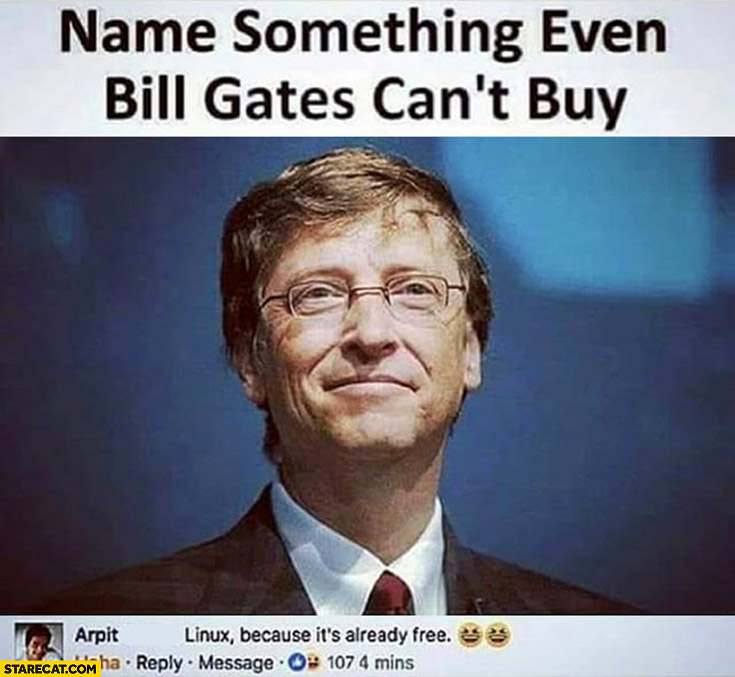 Name Something Even
Bill Gates Can't Buy
Arpit Linux, because it's already free. 😆😆
Haha · Reply · Message · 107 4 mins
STARECAT.COM